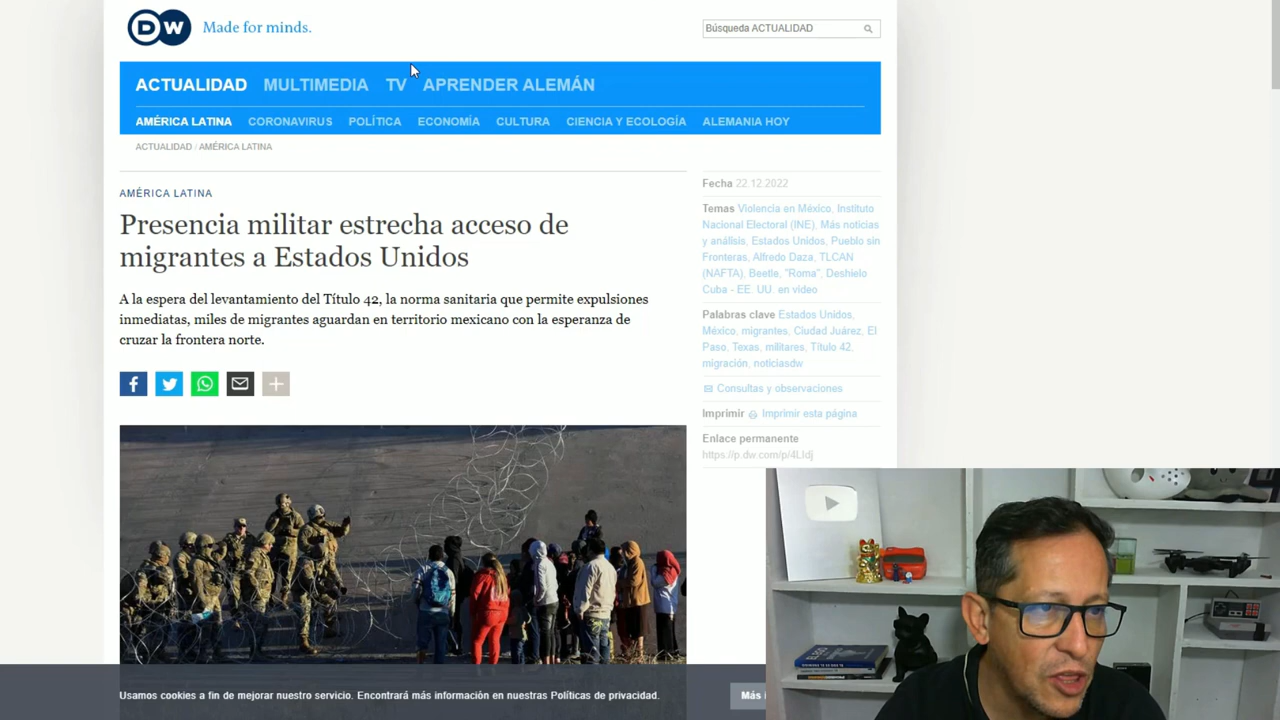 DW Made for minds.
Búsqueda ACTUALIDAD
ACTUALIDAD MULTIMEDIA TV APRENDER ALEMÁN
AMÉRICA LATINA CORONAVIRUS POLÍTICA ECONOMÍA CULTURA CIENCIA Y ECOLOGÍA ALEMANIA HOY
ACTUALIDAD / AMÉRICA LATINA
AMÉRICA LATINA
Presencia militar estrecha acceso de
migrantes a Estados Unidos
A la espera del levantamiento del Título 42, la norma sanitaria que permite expulsiones
inmediatas, miles de migrantes aguardan en territorio mexicano con la esperanza de
cruzar la frontera norte.
Fecha 22.12.2022
Temas Violencia en México, Instituto
Nacional Electoral (INE), Más noticias
y análisis, Estados Unidos, Pueblo sin
Fronteras, Alfredo Daza, TLCAN
(NAFTA), Beetle, "Roma", Deshielo
Cuba - EE. UU. en video
Palabras clave Estados Unidos,
México, migrantes, Ciudad Juárez, El
Paso, Texas, militares, Título 42,
migración, noticiasdw
Consultas y observaciones
Imprimir Imprimir esta página
Enlace permanente
https://p.dw.com/p/4LIdj
Usamos cookies a fin de mejorar nuestro servicio. Encontrará más información en nuestras Políticas de privacidad.
Más